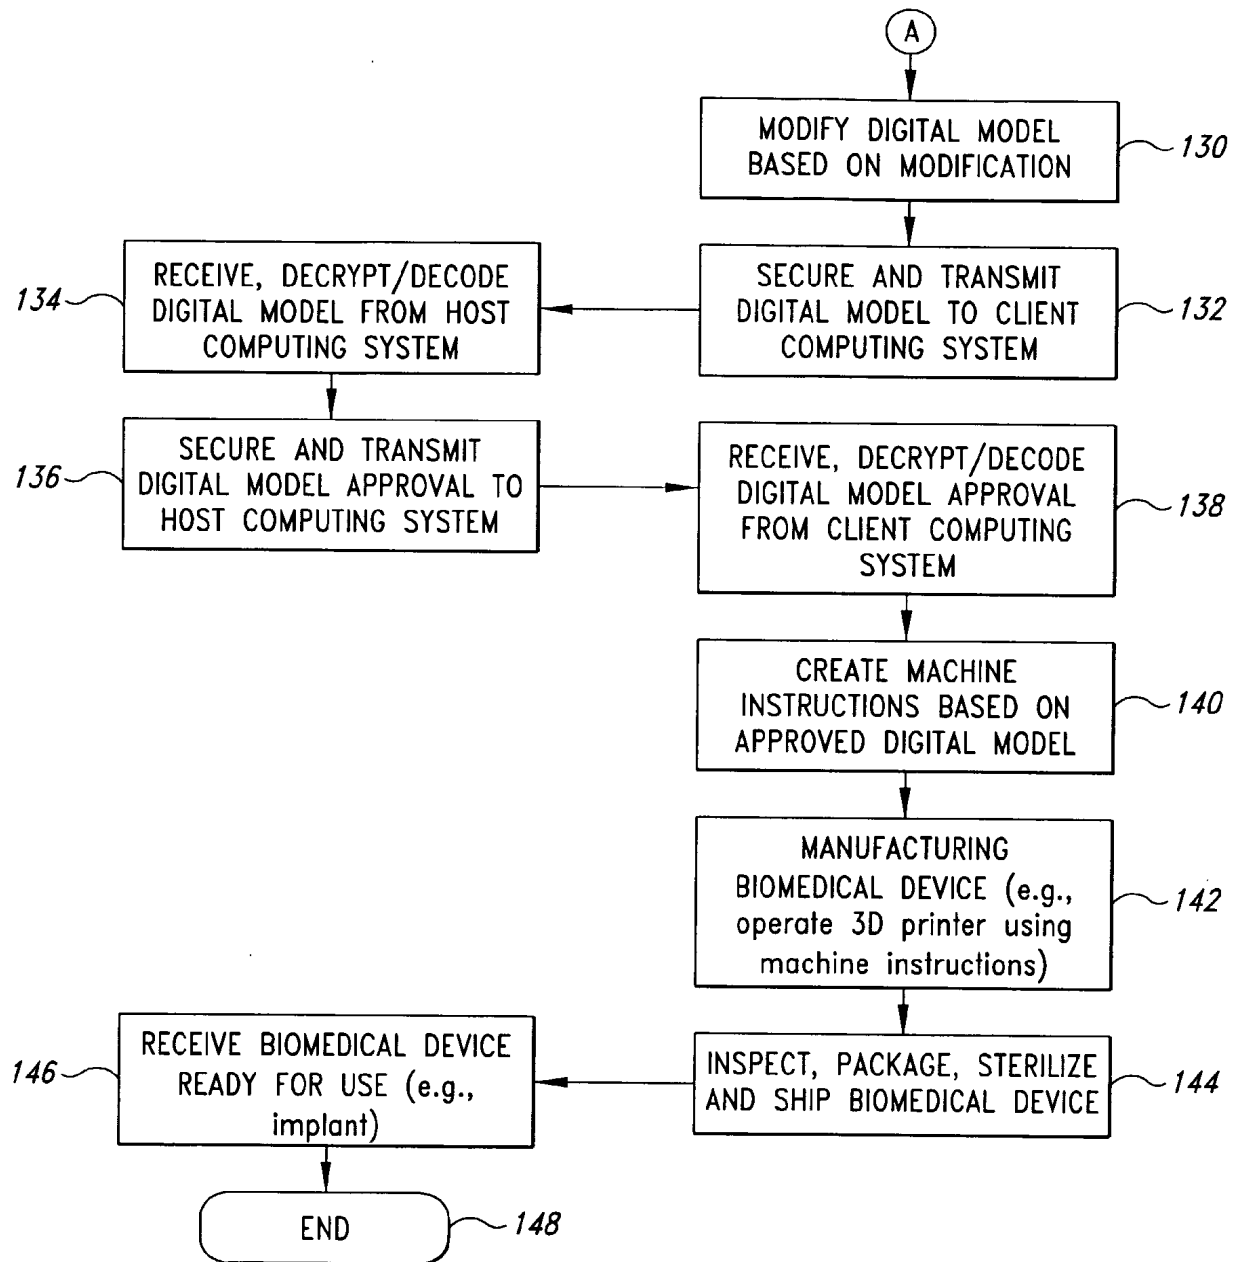 A
MODIFY DIGITAL MODEL
BASED ON MODIFICATION
130
SECURE AND TRANSMIT
DIGITAL MODEL TO CLIENT
COMPUTING SYSTEM
132
134
RECEIVE, DECRYPT/DECODE
DIGITAL MODEL FROM HOST
COMPUTING SYSTEM
136
SECURE AND TRANSMIT
DIGITAL MODEL APPROVAL TO
HOST COMPUTING SYSTEM
RECEIVE, DECRYPT/DECODE
DIGITAL MODEL APPROVAL
FROM CLIENT COMPUTING
SYSTEM
138
CREATE MACHINE
INSTRUCTIONS BASED ON
APPROVED DIGITAL MODEL
140
MANUFACTURING
BIOMEDICAL DEVICE (e.g.,
operate 3D printer using
machine instructions)
142
INSPECT, PACKAGE, STERILIZE
AND SHIP BIOMEDICAL DEVICE
144
146
RECEIVE BIOMEDICAL DEVICE
READY FOR USE (e.g.,
implant)
END
148